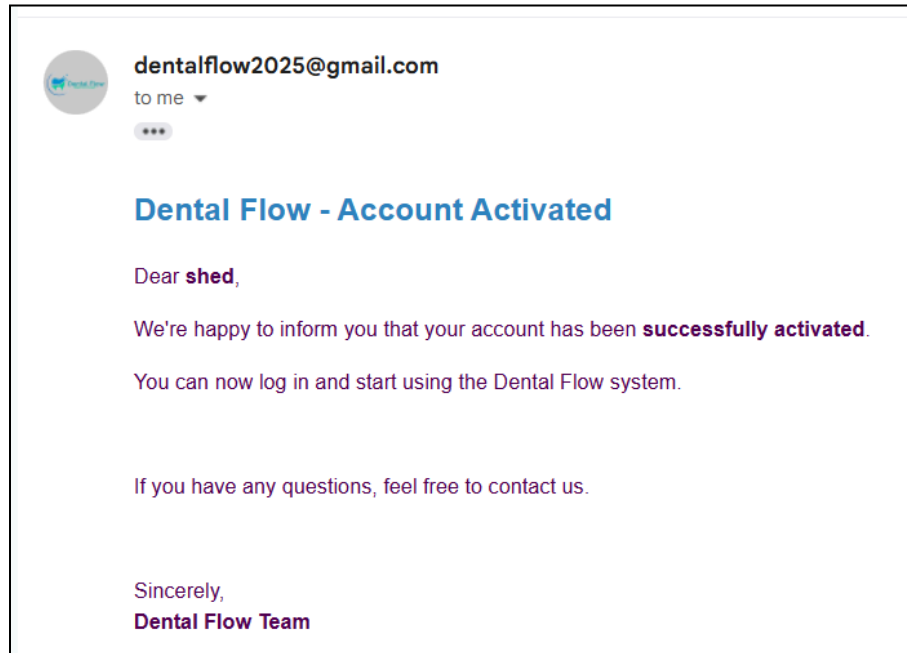 dentalflow2025@gmail.com
to me
Dental Flow
Dental Flow - Account Activated
Dear shed,
We're happy to inform you that your account has been successfully activated.
You can now log in and start using the Dental Flow system.
If you have any questions, feel free to contact us.
Sincerely,
Dental Flow Team